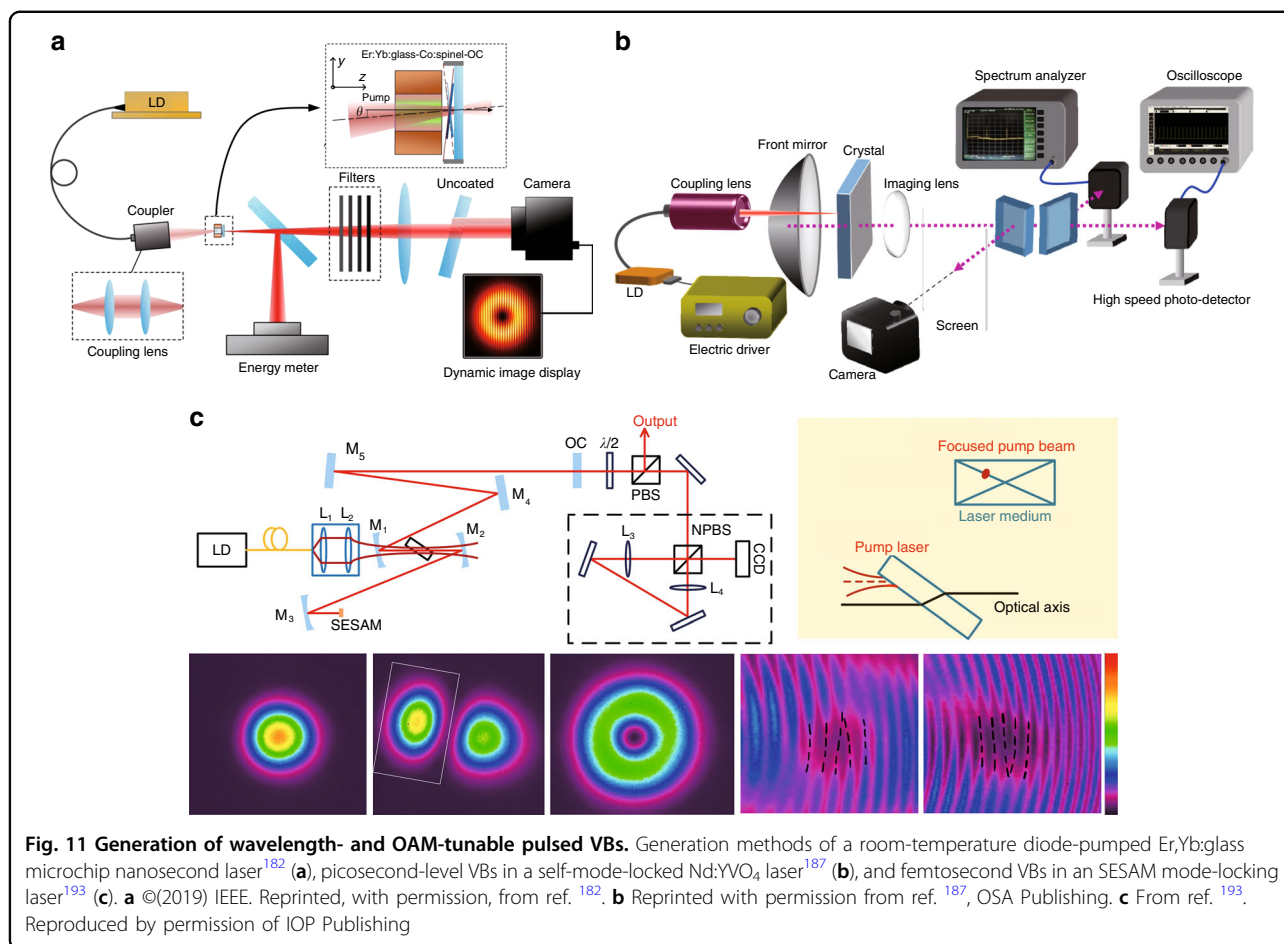 a
Er:Yb:glass-Co:spinel-OC
y
z
Pump
θ
LD
Coupler
Filters
Uncoated
Camera
Coupling lens
Energy meter
Dynamic image display
b
Spectrum analyzer
Oscilloscope
Front mirror
Crystal
Coupling lens
Imaging lens
LD
Electric driver
Screen
Camera
High speed photo-detector
c
Output
M5
OC
λ/2
PBS
M4
L1
L2
M1
M2
LD
M3
SESAM
NPBS
L3
CCD
L4
Focused pump beam
Laser medium
Pump laser
Optical axis
Fig. 11 Generation of wavelength- and OAM-tunable pulsed VBs. Generation methods of a room-temperature diode-pumped Er,Yb:glass
microchip nanosecond laser182 (a), picosecond-level VBs in a self-mode-locked Nd:YVO4 laser187 (b), and femtosecond VBs in an SESAM mode-locking
laser193 (c). a ©(2019) IEEE. Reprinted, with permission, from ref. 182. b Reprinted with permission from ref. 187, OSA Publishing. c From ref. 193.
Reproduced by permission of IOP Publishing